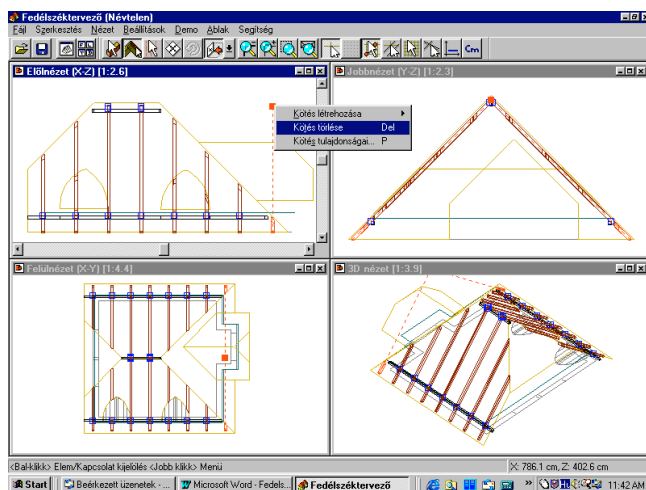 Fedélszéktervező (Névtelen)
Fájl Szerkesztés Nézet Beállítások Demo Ablak Segítség
Cm
Elölnézet (X-Z) [1:2.6]
Jobbnézet (Y-Z) [1:2.3]
Kötés létrehozása
Kötés törlése Del
Kötés tulajdonságai... P
Felülnézet (X-Y) [1:4.4]
3D nézet [1:3.9]
<Bal-klikk> Elem/Kapcsolat kijelölés <Jobb klikk> Menü
X: 786.1 cm, Z: 402.6 cm
Start
Beérkezett üzenetek - ...
Microsoft Word - Fedels...
Fedélszéktervező
11:42 AM